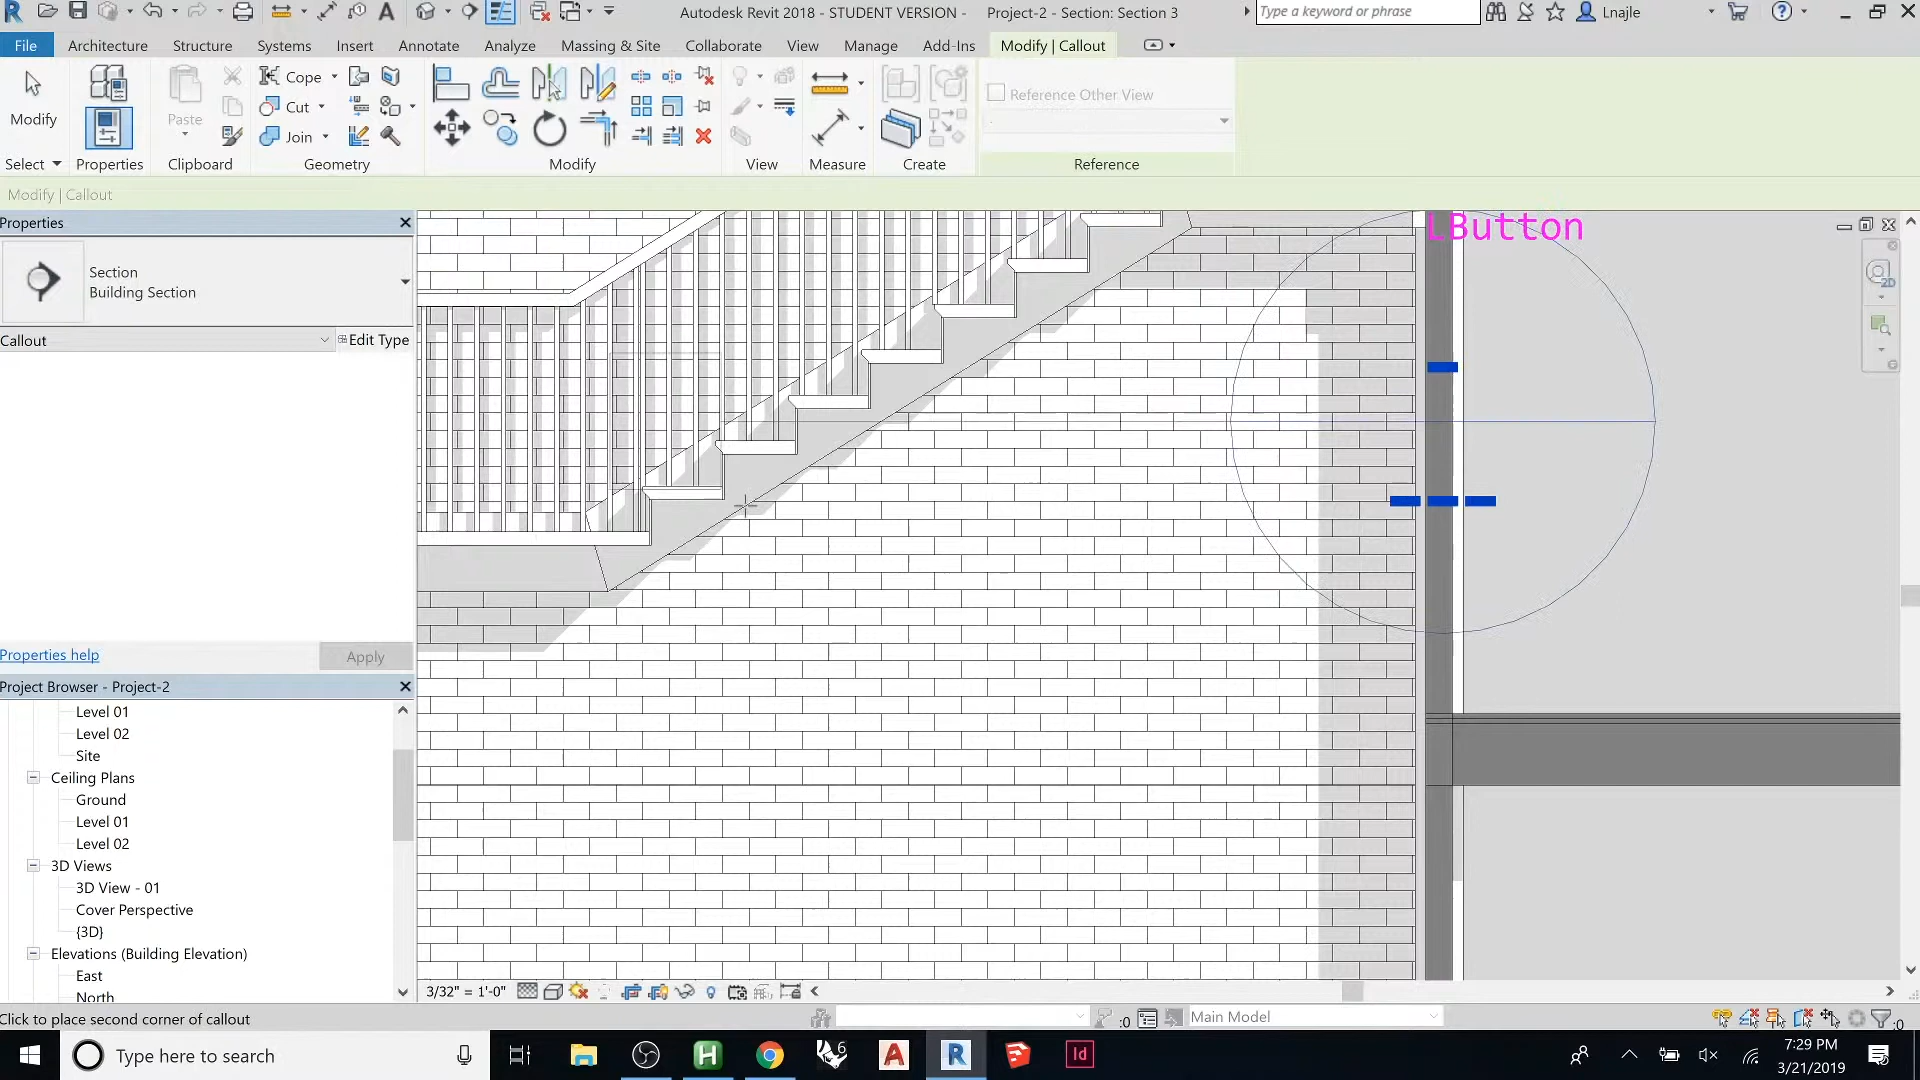 Autodesk Revit 2018 - STUDENT VERSION - Project-2 - Section: Section 3
Type a keyword or phrase
Lnajle
File Architecture Structure Systems Insert Annotate Analyze Massing & Site Collaborate View Manage Add-Ins Modify | Callout
Cope
Reference Other View
Cut
Modify
Paste
Join
Select Properties Clipboard Geometry Modify View Measure Create Reference
Modify | Callout
Properties
LButton
Section
Building Section
2D
Callout
Edit Type
Properties help
Apply
Project Browser - Project-2
Level 01
Level 02
Site
Ceiling Plans
Ground
Level 01
Level 02
3D Views
3D View - 01
Cover Perspective
{3D}
Elevations (Building Elevation)
East
North
3/32" = 1'-0"
Click to place second corner of callout
:0
Main Model
:0
Type here to search
7:29 PM
3/21/2019